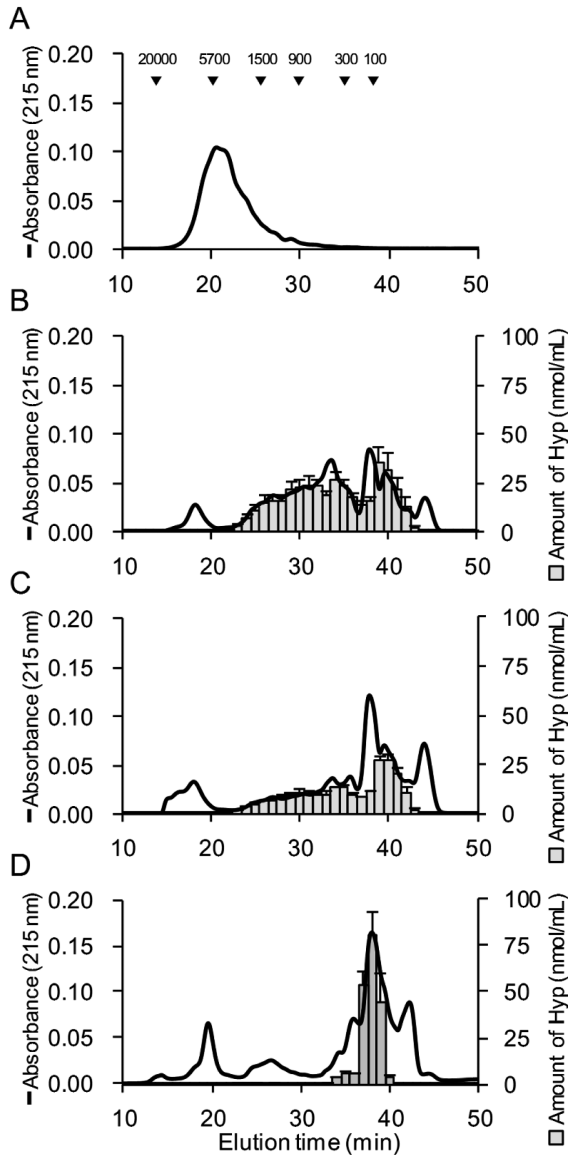 A
20000 5700 1500 900 300 100
Absorbance (215 nm)
0.20
0.15
0.10
0.05
0.00
10 20 30 40 50
B
Absorbance (215 nm)
0.20
0.15
0.10
0.05
0.00
100
75
50
25
0
Amount of Hyp (nmol/mL)
10 20 30 40 50
C
Absorbance (215 nm)
0.20
0.15
0.10
0.05
0.00
100
75
50
25
0
Amount of Hyp (nmol/mL)
10 20 30 40 50
D
Absorbance (215 nm)
0.20
0.15
0.10
0.05
0.00
100
75
50
25
0
Amount of Hyp (nmol/mL)
10 20 30 40 50
Elution time (min)